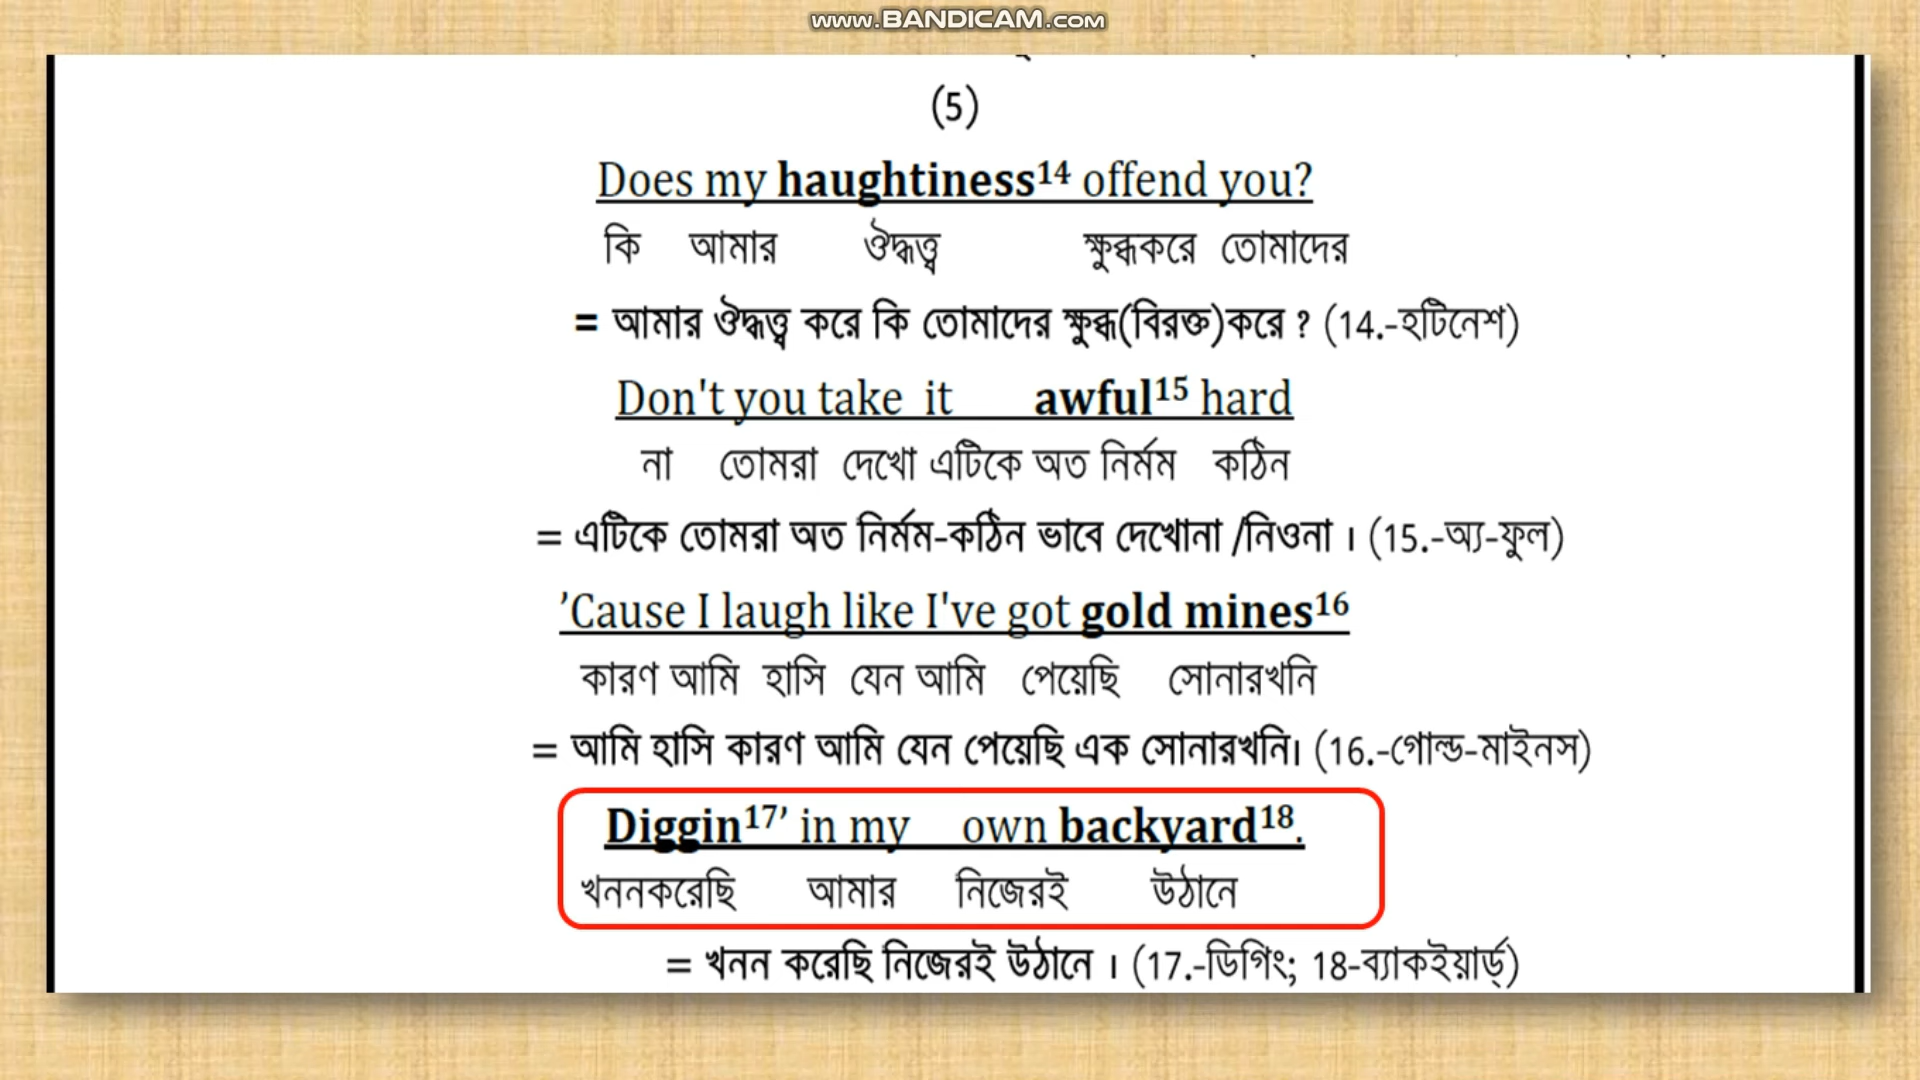 www.BANDICAM.com
(5)
Does my haughtiness¹⁴ offend you?
কি আমার ঔদ্ধত্ত্ব ক্ষুব্ধকরে তোমাদের
= আমার ঔদ্ধত্ত্ব করে কি তোমাদের ক্ষুব্ধ(বিরক্ত)করে ? (14.-হটিনেশ)
Don't you take it awful¹⁵ hard
না তোমরা দেখো এটিকে অত নির্মম কঠিন
= এটিকে তোমরা অত নির্মম-কঠিন ভাবে দেখোনা /নিওনা । (15.-অ্য-ফুল)
’Cause I laugh like I've got gold mines¹⁶
কারণ আমি হাসি যেন আমি পেয়েছি সোনারখনি
= আমি হাসি কারণ আমি যেন পেয়েছি এক সোনারখনি। (16.-গোল্ড-মাইনস)
Diggin¹⁷’ in my own backyard¹⁸.
খননকরেছি আমার নিজেরই উঠানে
= খনন করেছি নিজেরই উঠানে । (17.-ডিগিং; 18-ব্যাকইয়ার্ড্)